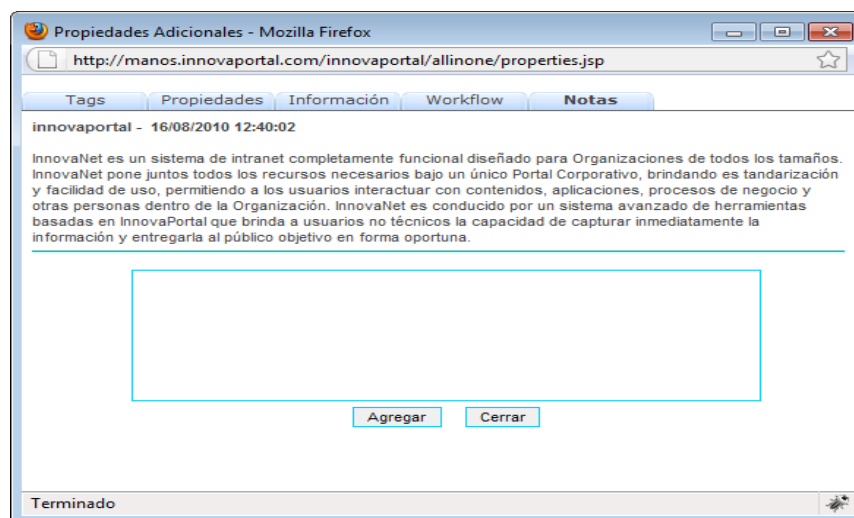 Propiedades Adicionales - Mozilla Firefox
http://manos.innovaportal.com/innovaportal/allinone/properties.jsp
Tags Propiedades Información Workflow Notas
innovaportal - 16/08/2010 12:40:02
InnovaNet es un sistema de intranet completamente funcional diseñado para Organizaciones de todos los tamaños.
InnovaNet pone juntos todos los recursos necesarios bajo un único Portal Corporativo, brindando es tandarización
y facilidad de uso, permitiendo a los usuarios interactuar con contenidos, aplicaciones, procesos de negocio y
otras personas dentro de la Organización. InnovaNet es conducido por un sistema avanzado de herramientas
basadas en InnovaPortal que brinda a usuarios no técnicos la capacidad de capturar inmediatamente la
información y entregarla al público objetivo en forma oportuna.
Agregar Cerrar
Terminado